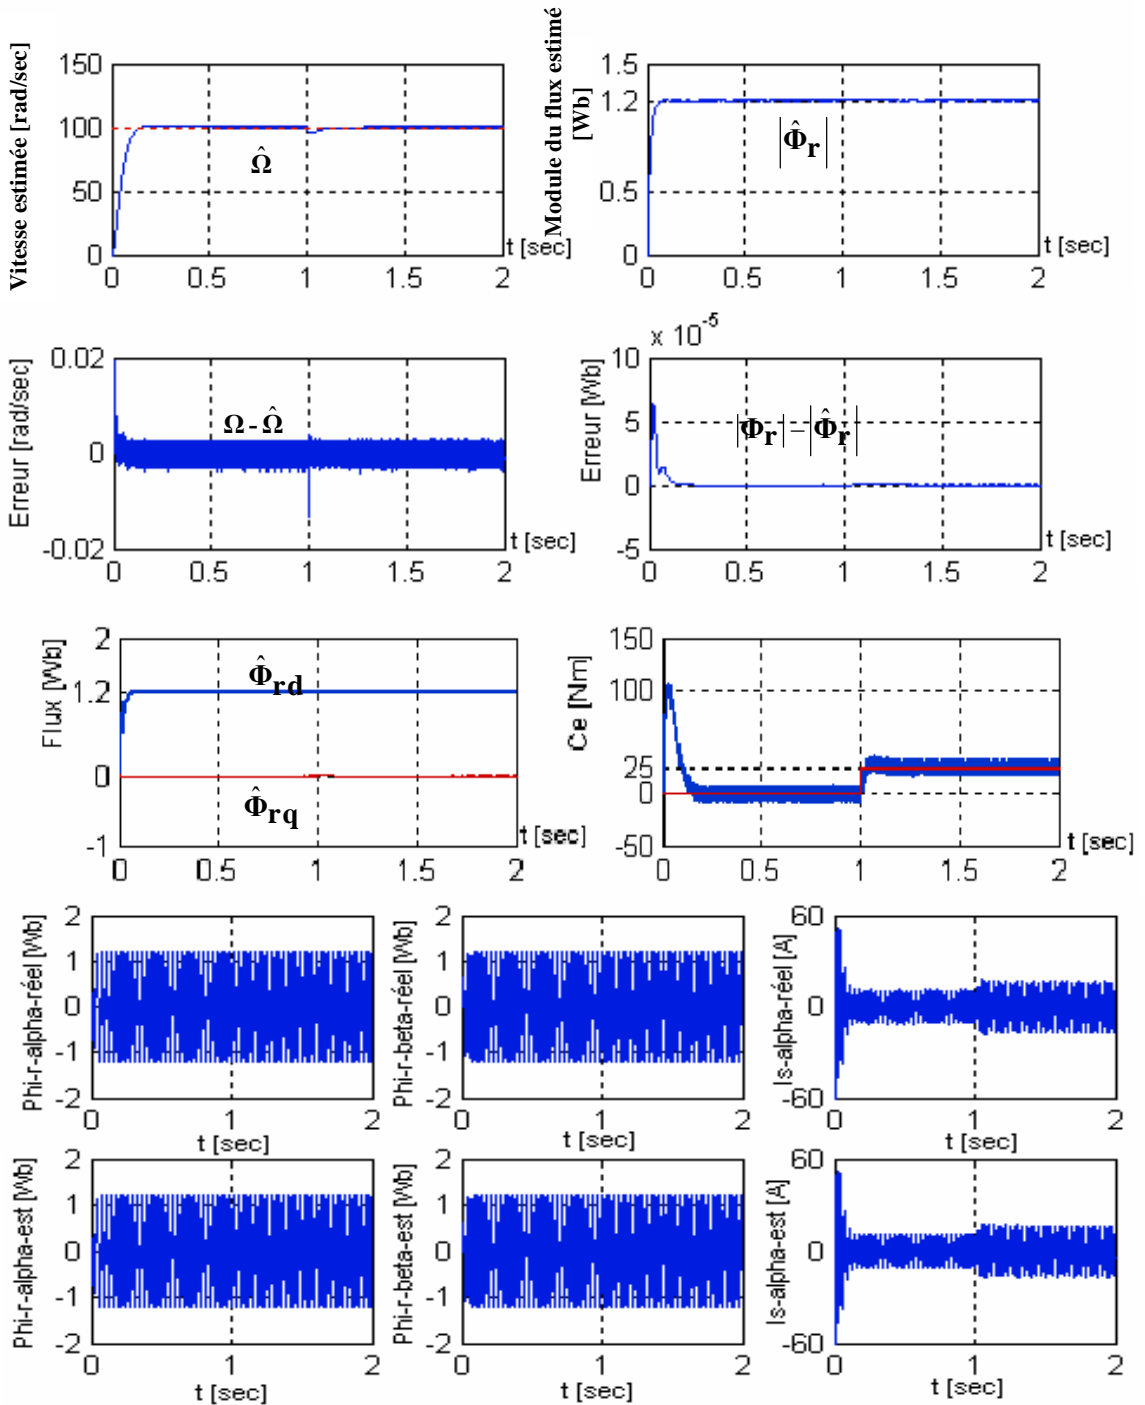 Vitesse estimée [rad/sec]
150
100
50
0
Ω̂
0 0.5 1 1.5 2
t [sec]
Module du flux estimé
[Wb]
1.5
1.2
0.5
0
|Φ̂r|
0 0.5 1 1.5 2
t [sec]
Erreur [rad/sec]
0.02
0
-0.02
Ω - Ω̂
0 0.5 1 1.5 2
t [sec]
x 10^-5
Erreur [Wb]
10
5
0
-5
|Φr| – |Φ̂r|
0 0.5 1 1.5 2
t [sec]
Flux [Wb]
2
1.2
0
-1
Φ̂rd
Φ̂rq
0 0.5 1 1.5 2
t [sec]
Ce [Nm]
150
100
25
0
-50
0 0.5 1 1.5 2
t [sec]
Phi-r-alpha-réel [Wb]
2
1
0
-1
-2
0 1 2
t [sec]
Phi-r-beta-réel [Wb]
2
1
0
-1
-2
0 1 2
t [sec]
Is-alpha-réel [A]
60
0
-60
0 1 2
t [sec]
Phi-r-alpha-est [Wb]
2
1
0
-1
-2
0 1 2
t [sec]
Phi-r-beta-est [Wb]
2
1
0
-1
-2
0 1 2
t [sec]
Is-alpha-est [A]
60
0
-60
0 1 2
t [sec]